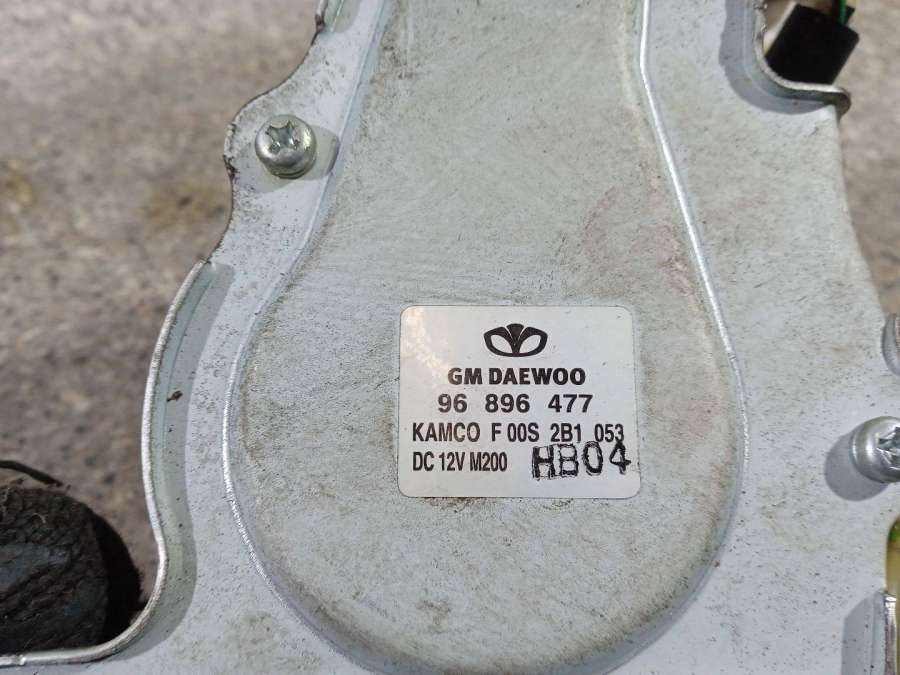 GM DAEWOO
96 896 477
KAMCO F 00S 2B1 053
DC 12V M200 HB04